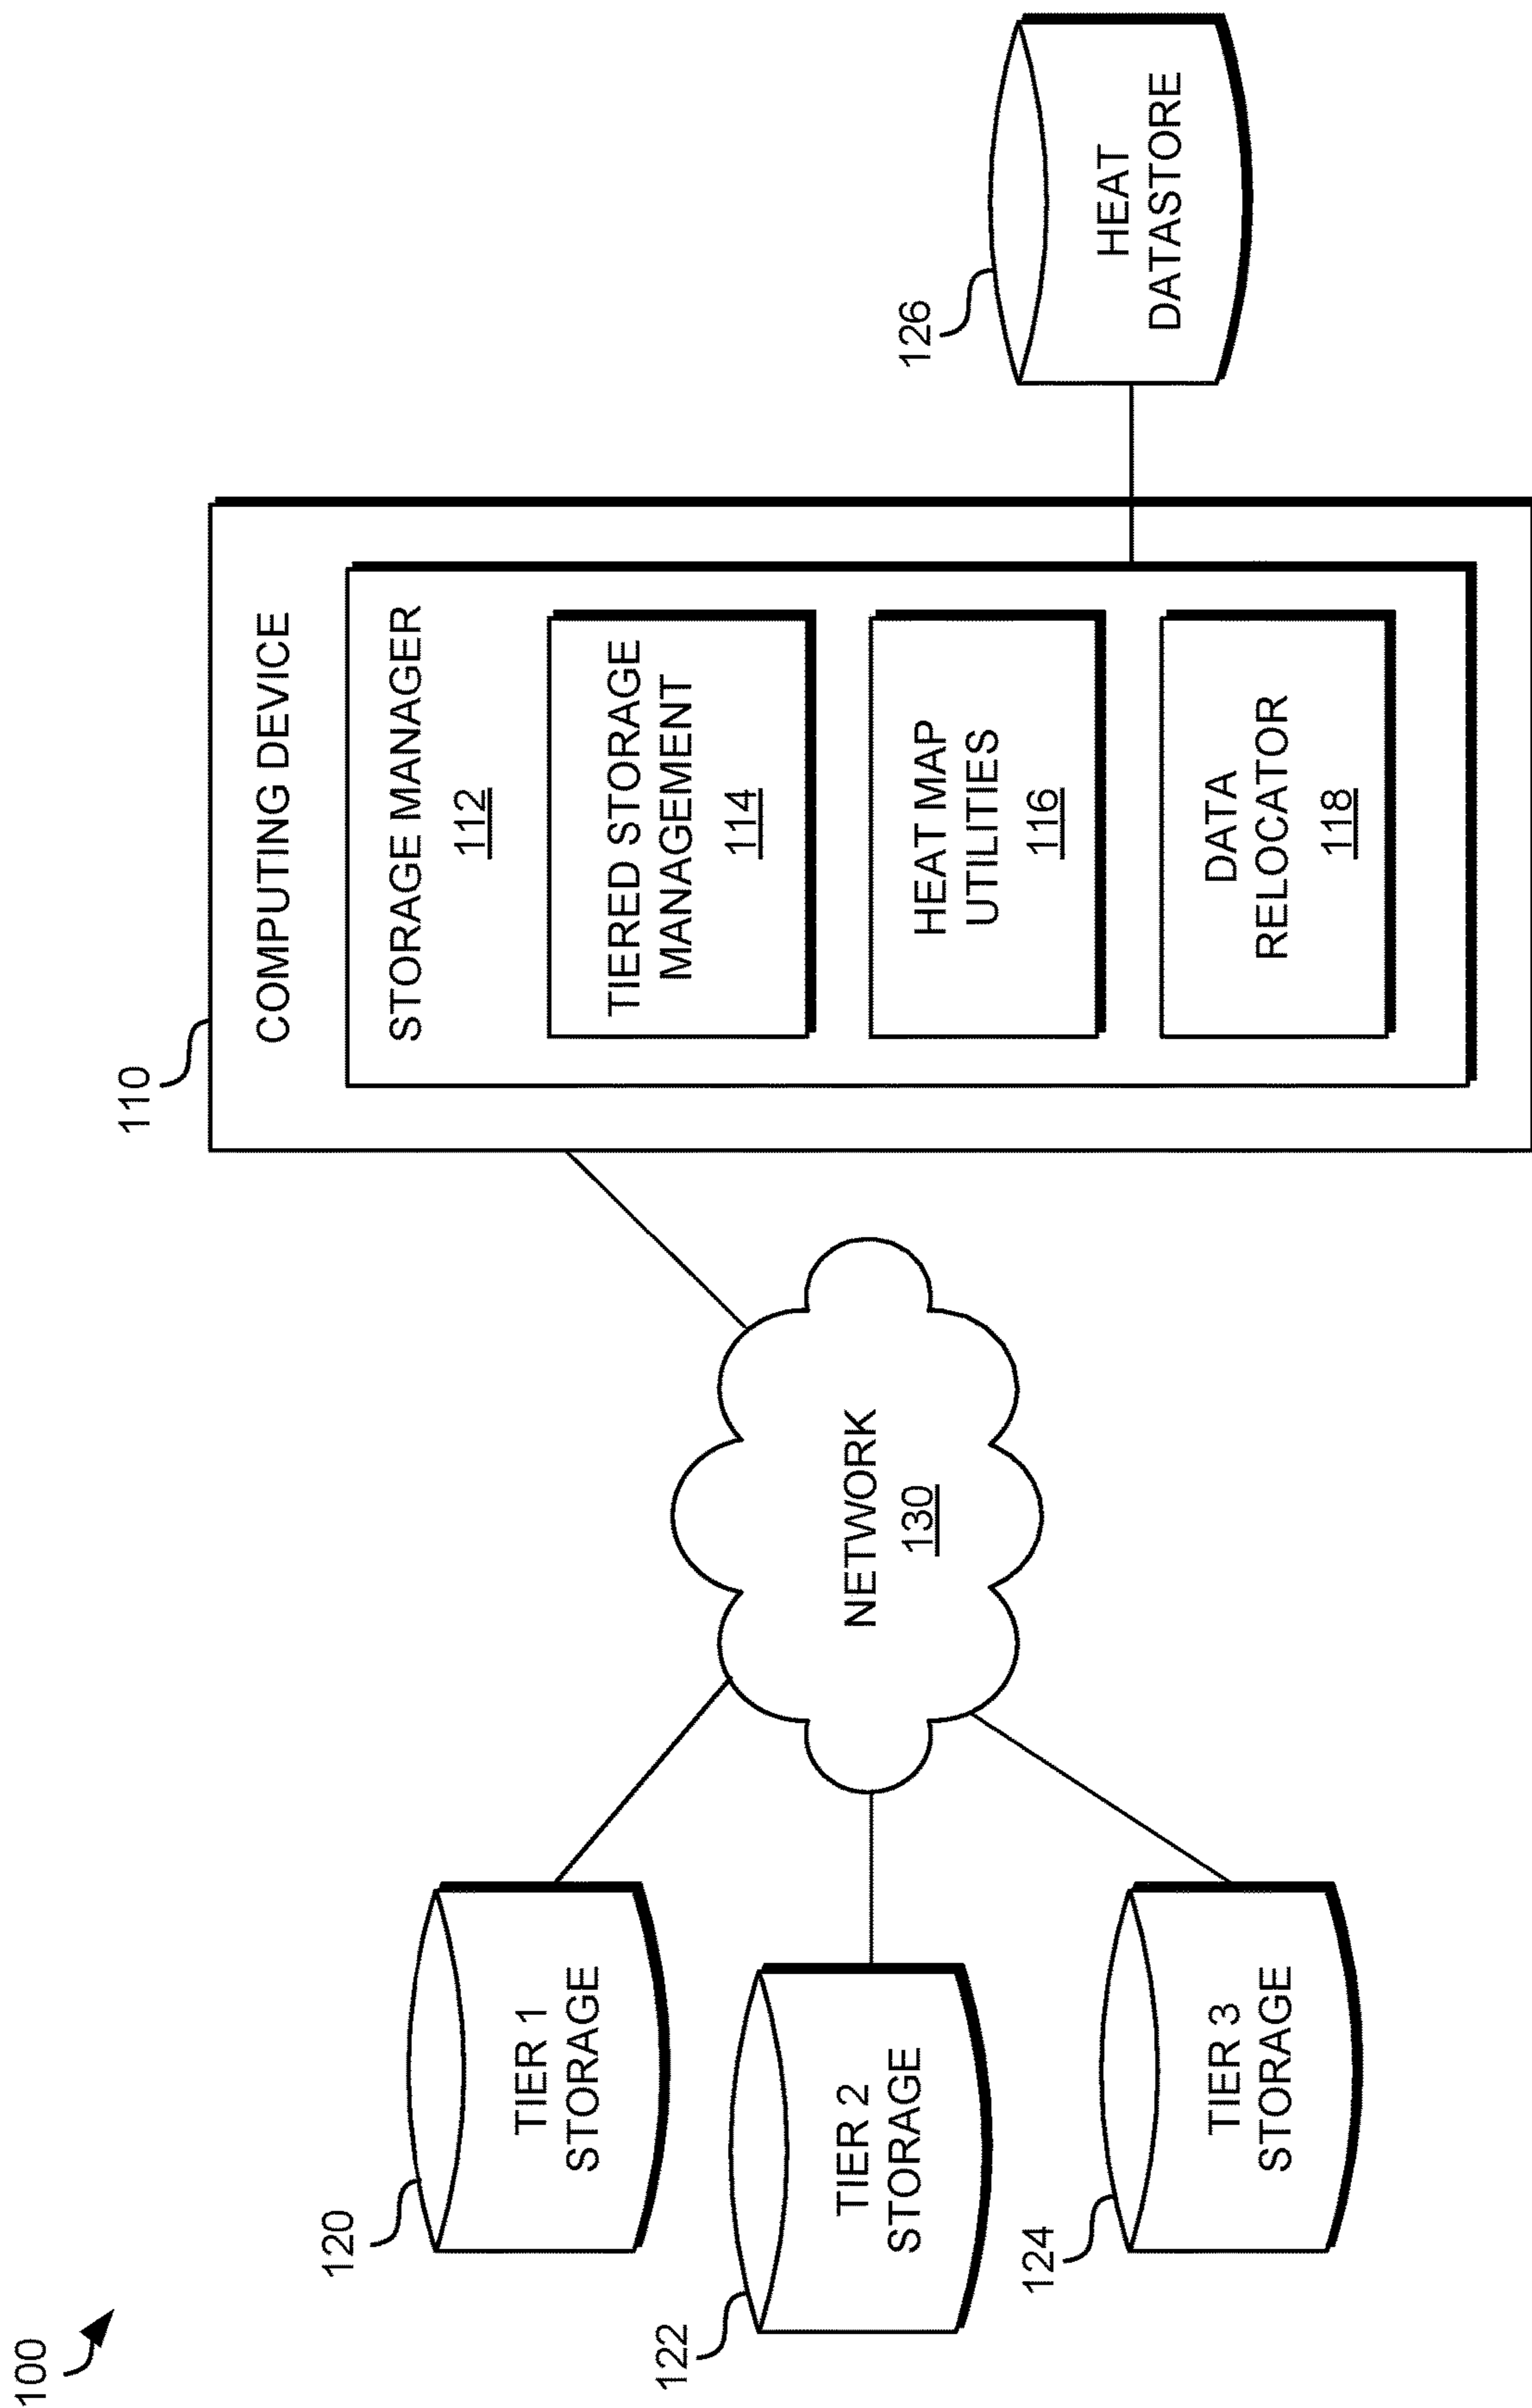 100
120
TIER 1
STORAGE
122
TIER 2
STORAGE
124
TIER 3
STORAGE
NETWORK
130
110
COMPUTING DEVICE
STORAGE MANAGER
112
TIERED STORAGE
MANAGEMENT
114
HEAT MAP
UTILITIES
116
DATA
RELOCATOR
118
126
HEAT
DATASTORE